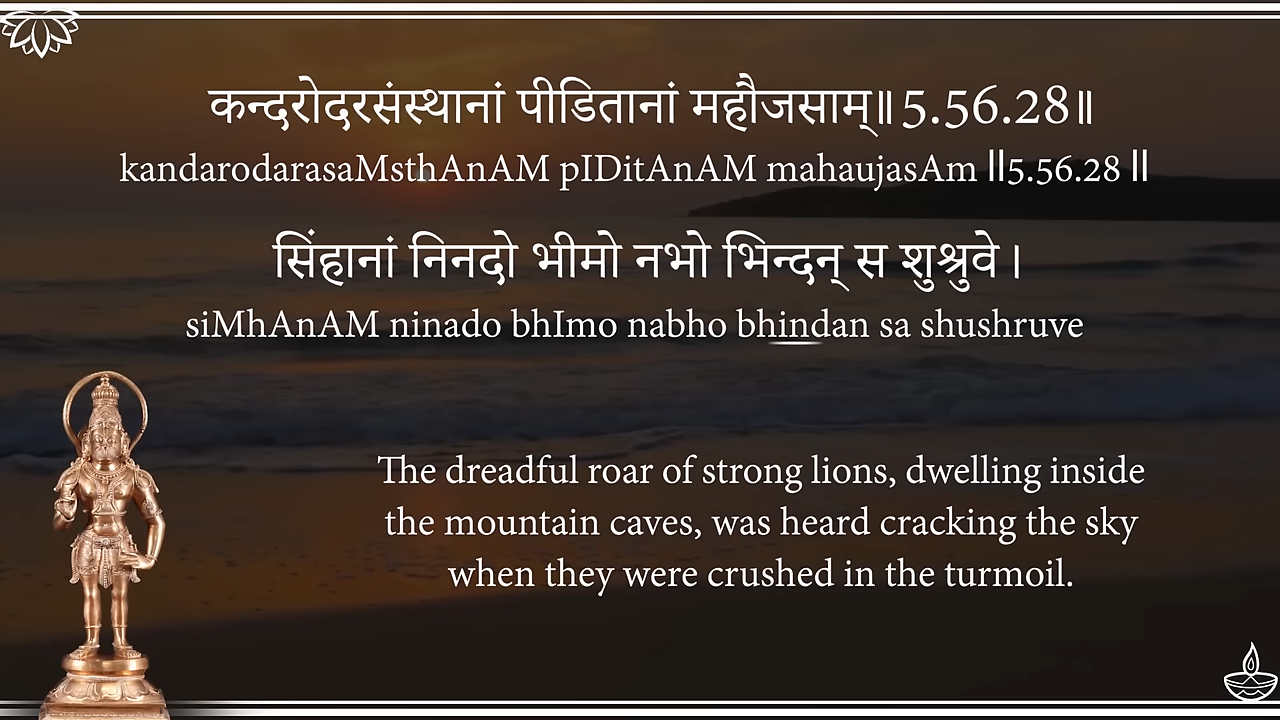 कन्दरोदरसंस्थानां पीडितानां महौजसाम्॥5.56.28॥
kandarodarasaMsthAnAM pIDitAnAM mahaujasAm ||5.56.28 ||
सिंहानां निनदो भीमो नभो भिन्दन् स शुश्रुवे।
siMhAnAM ninado bhImo nabho bhindan sa shushruve
The dreadful roar of strong lions, dwelling inside
the mountain caves, was heard cracking the sky
when they were crushed in the turmoil.